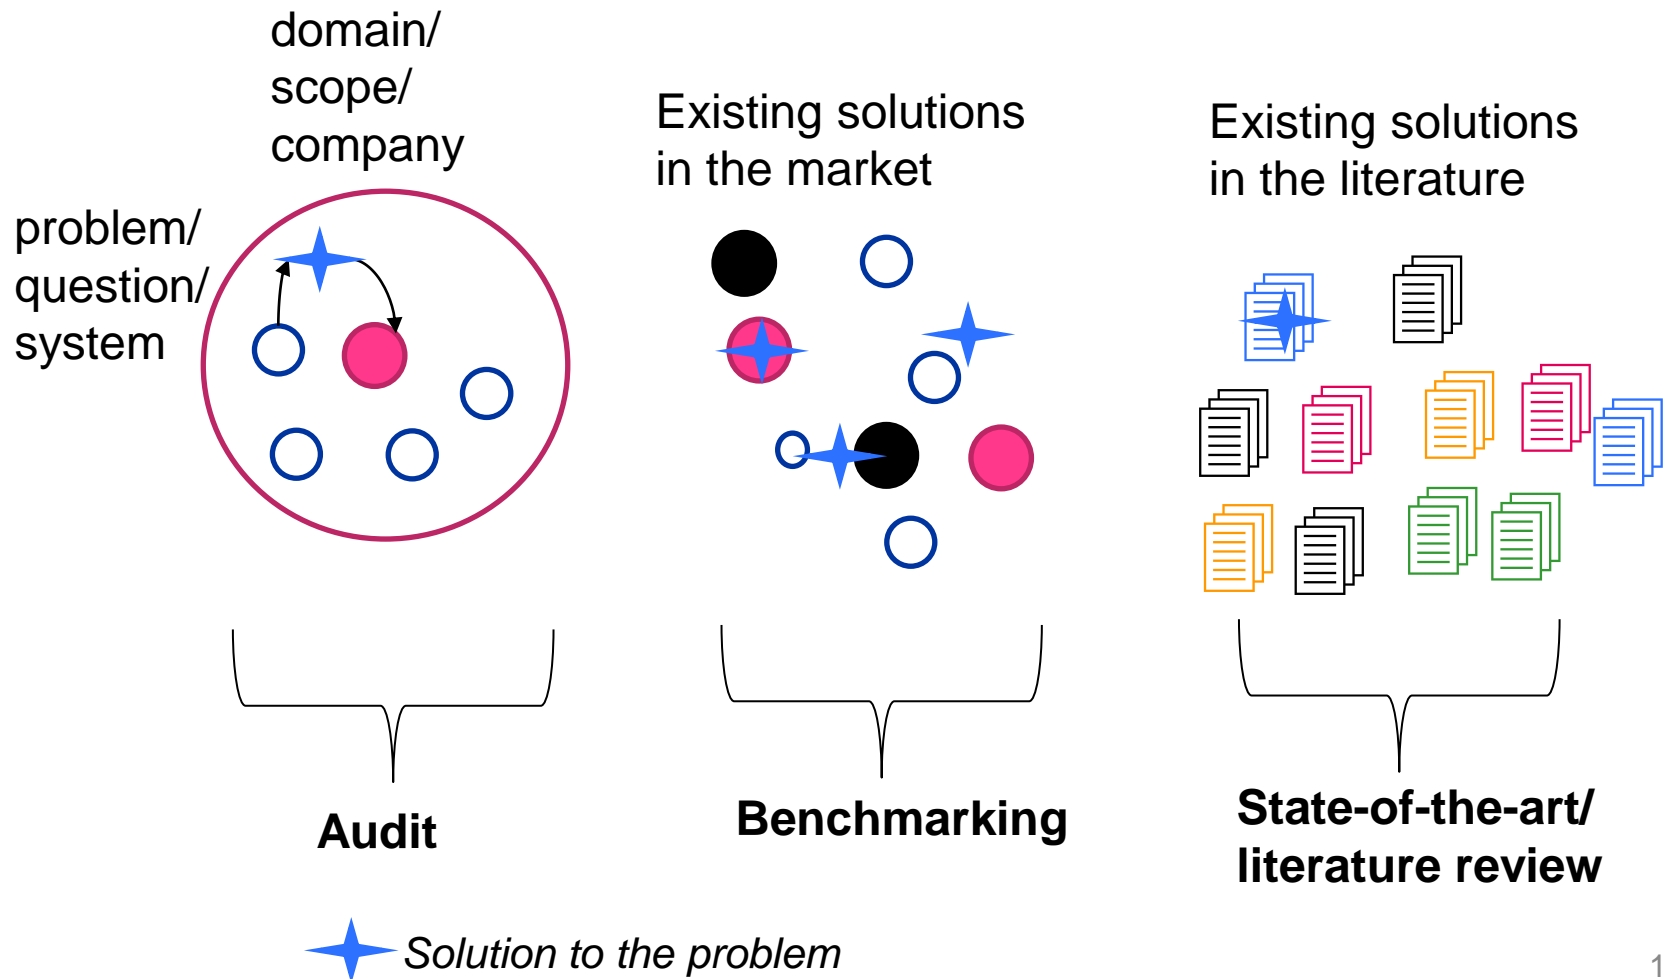 domain/
scope/
company
problem/
question/
system
Existing solutions
in the market
Existing solutions
in the literature
Audit
Benchmarking
State-of-the-art/
literature review
Solution to the problem
1